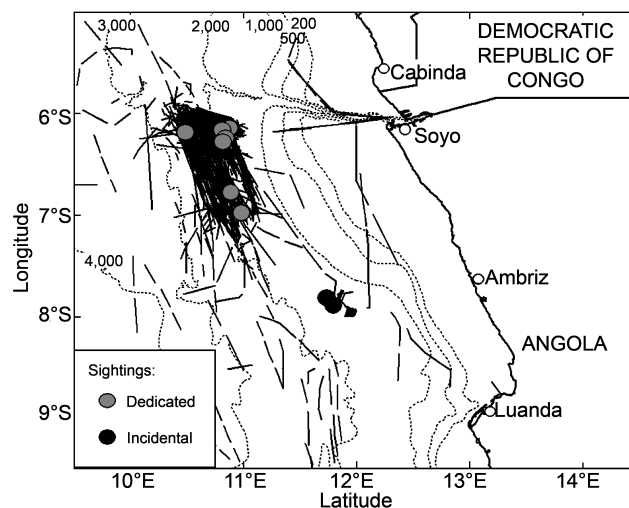 3,000
2,000
1,000
200
500
DEMOCRATIC
REPUBLIC OF
CONGO
Cabinda
6°S
Soyo
7°S
Longitude
4,000
Ambriz
8°S
ANGOLA
Sightings:
Dedicated
Incidental
9°S
Luanda
10°E
11°E
12°E
13°E
14°E
Latitude